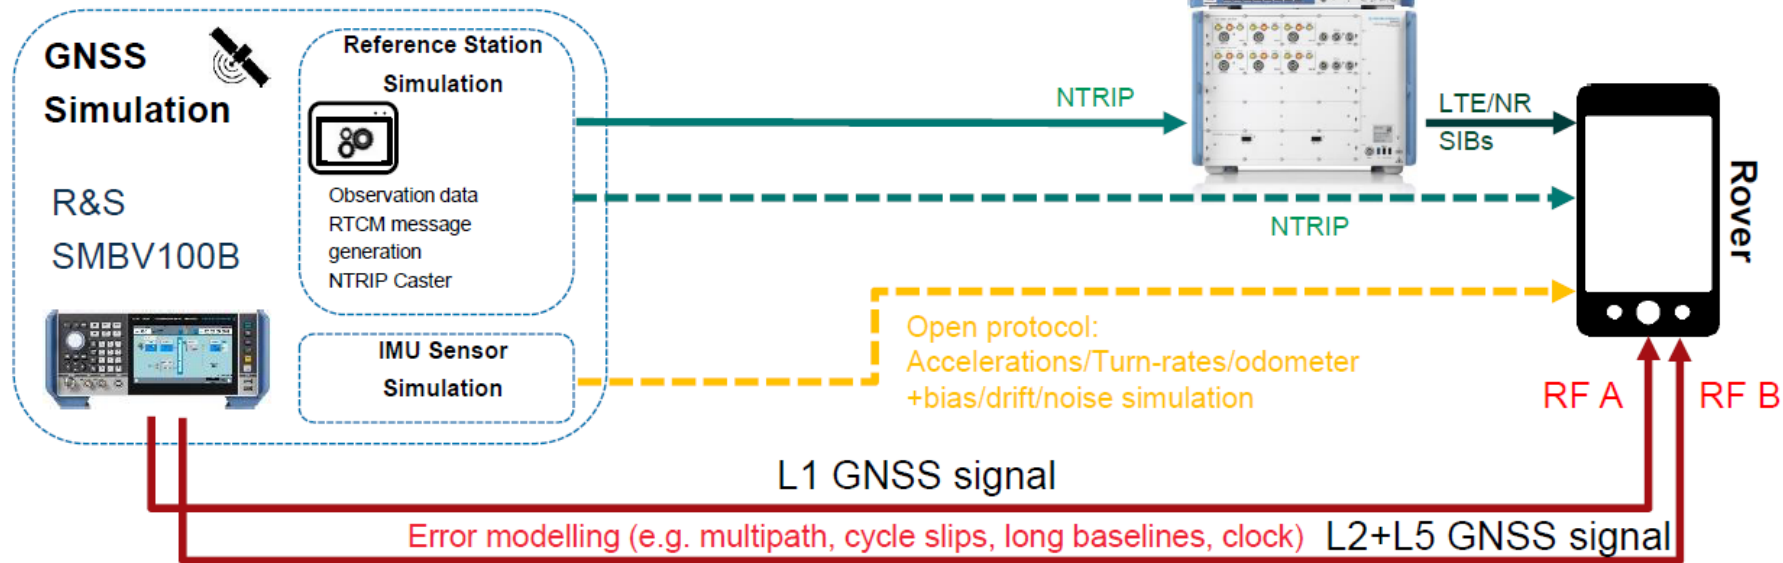 GNSS
Simulation
R&S
SMBV100B
Reference Station
Simulation
Observation data
RTCM message
generation
NTRIP Caster
IMU Sensor
Simulation
NTRIP
LTE/NR
SIBs
NTRIP
Rover
Open protocol:
Accelerations/Turn-rates/odometer
+bias/drift/noise simulation
RF A
RF B
L1 GNSS signal
Error modelling (e.g. multipath, cycle slips, long baselines, clock)
L2+L5 GNSS signal